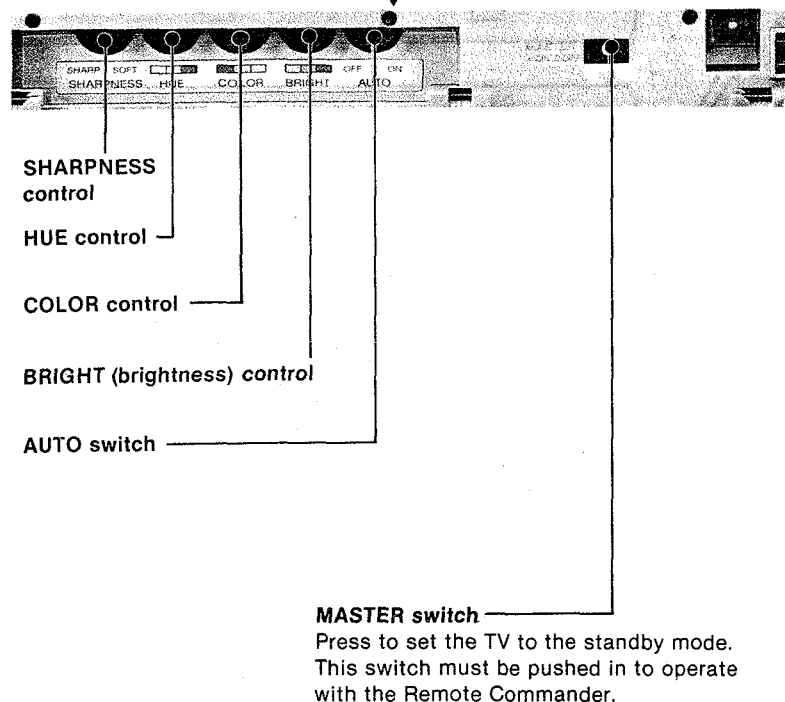 SHARP SOFT OFF ON
SHARPNESS HUE COLOR BRIGHT AUTO
SHARPNESS
control
HUE control
COLOR control
BRIGHT (brightness) control
AUTO switch
MASTER switch
Press to set the TV to the standby mode.
This switch must be pushed in to operate
with the Remote Commander.